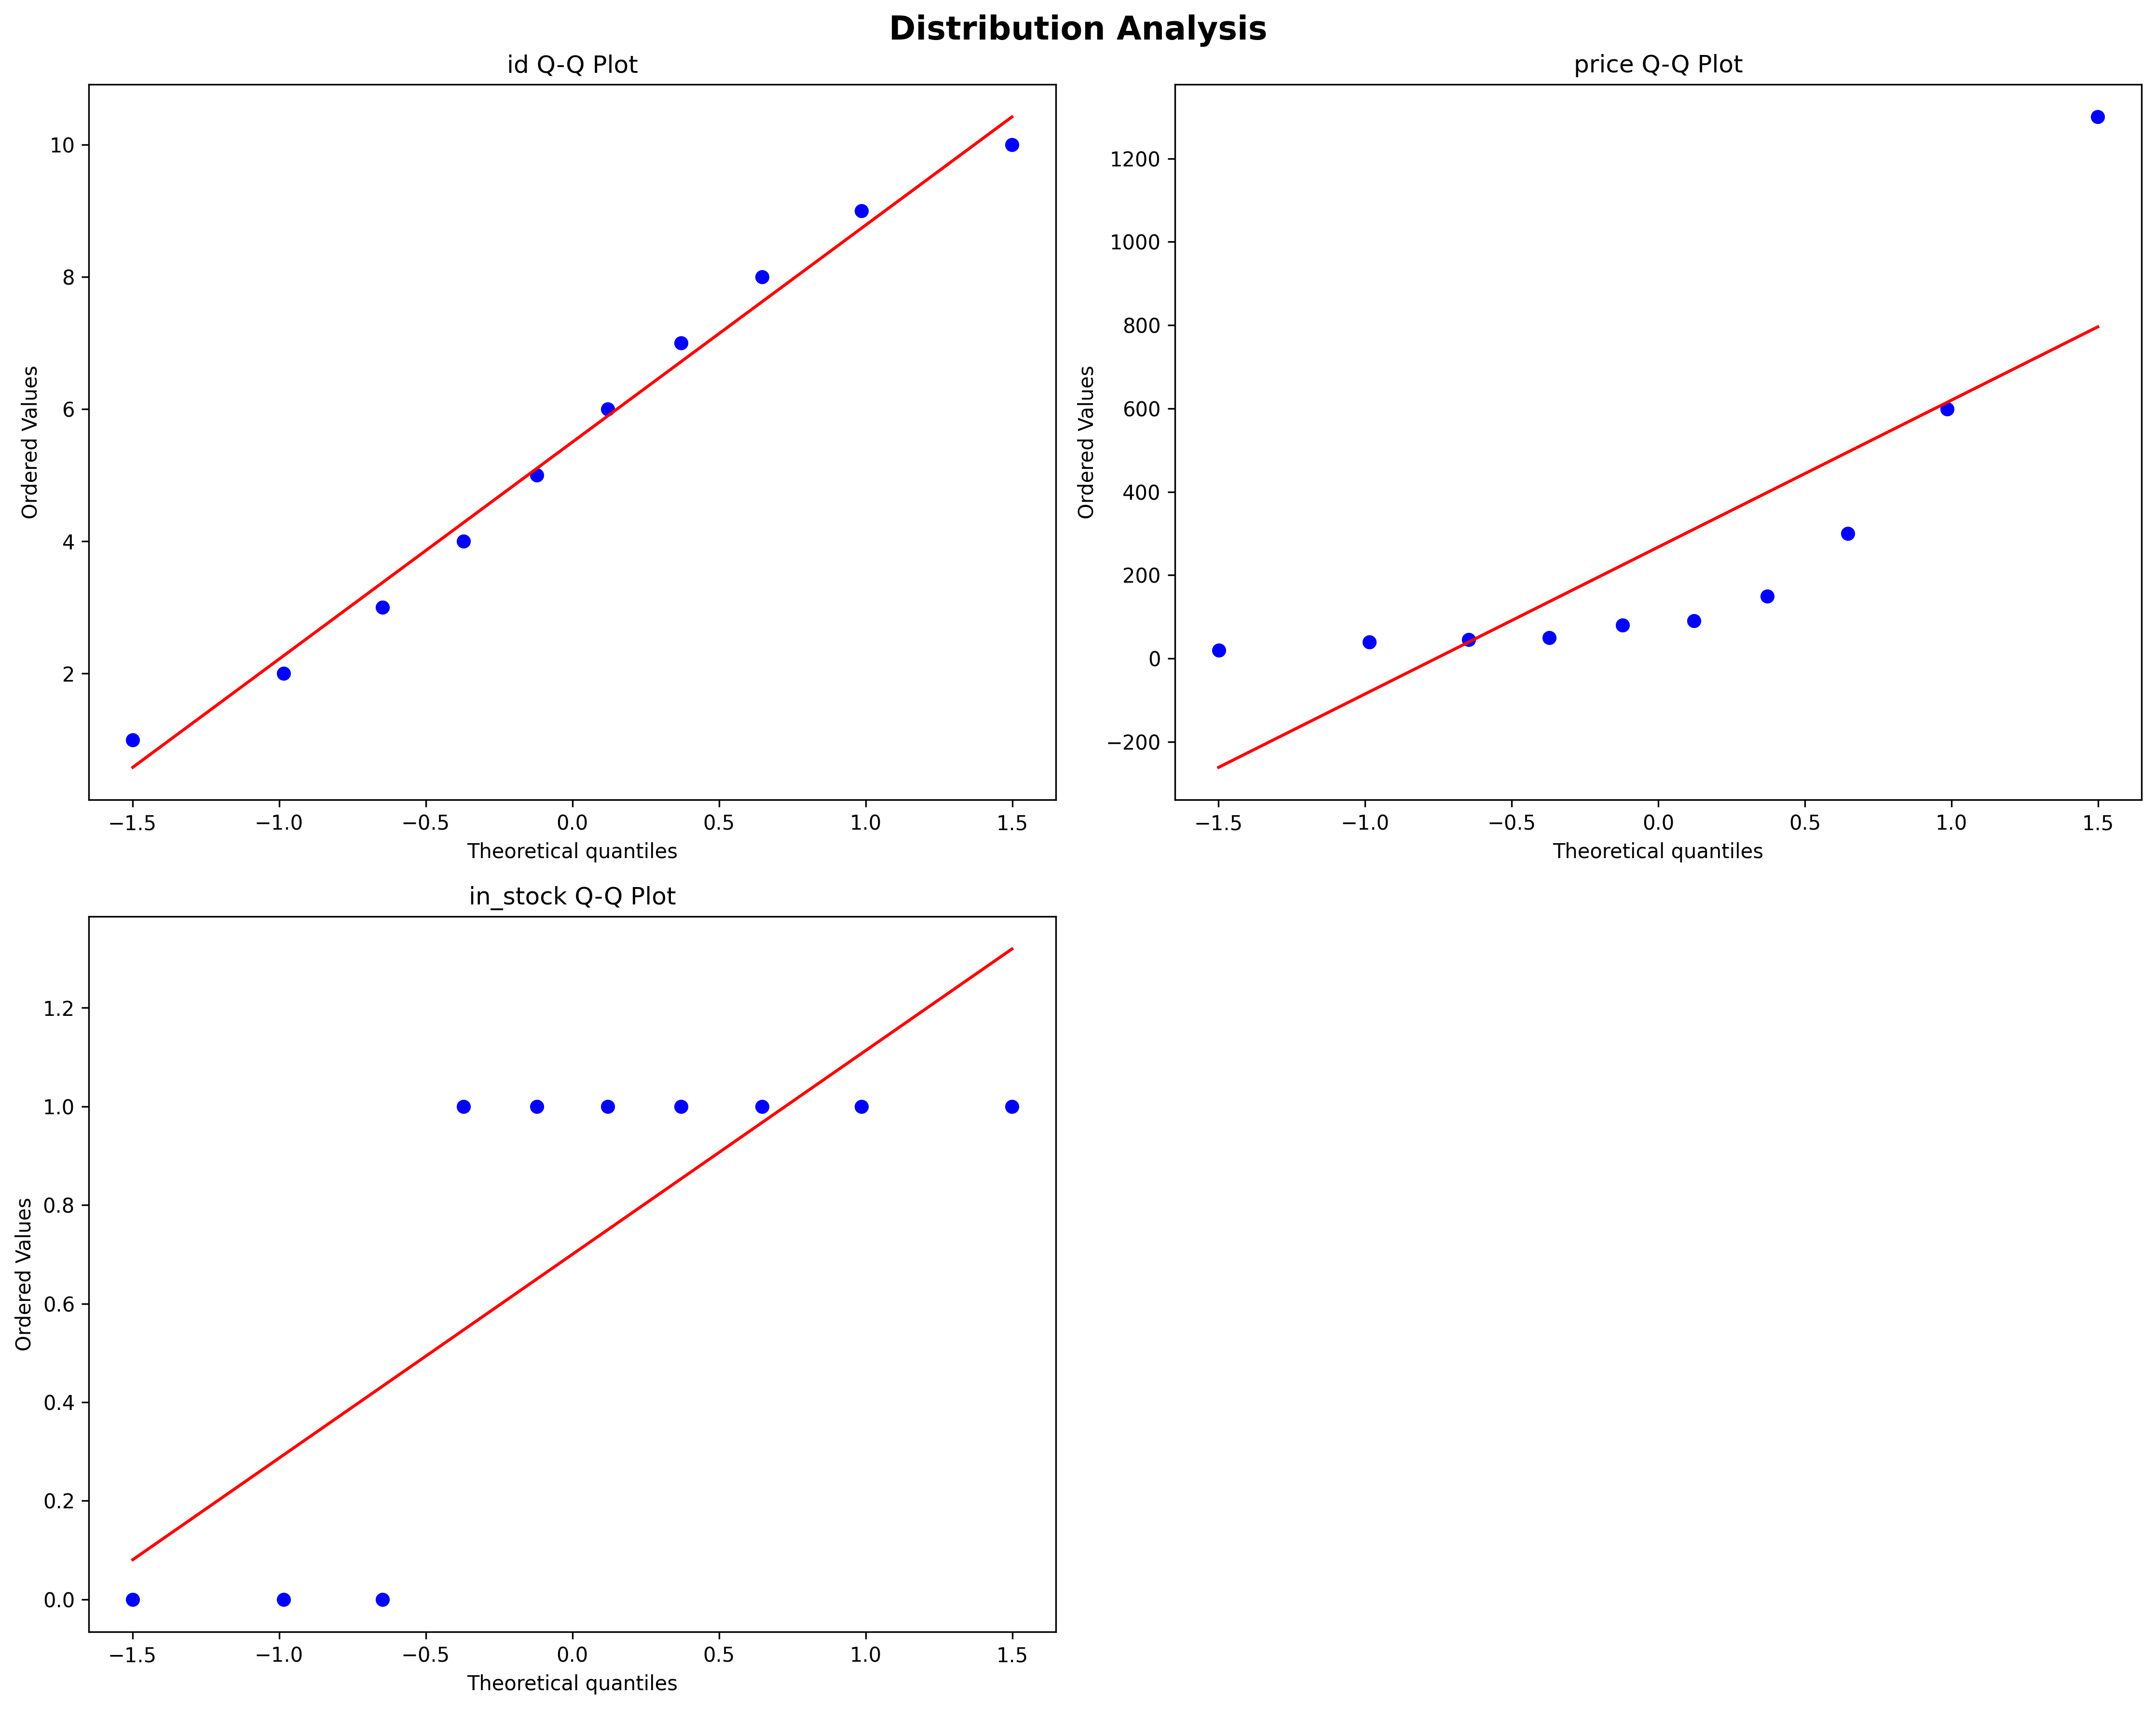 Distribution Analysis
id Q-Q Plot
10
8
6
4
2
Ordered Values
−1.5 −1.0 −0.5 0.0 0.5 1.0 1.5
Theoretical quantiles
price Q-Q Plot
1200
1000
800
600
400
200
0
−200
Ordered Values
−1.5 −1.0 −0.5 0.0 0.5 1.0 1.5
Theoretical quantiles
in_stock Q-Q Plot
1.2
1.0
0.8
0.6
0.4
0.2
0.0
Ordered Values
−1.5 −1.0 −0.5 0.0 0.5 1.0 1.5
Theoretical quantiles